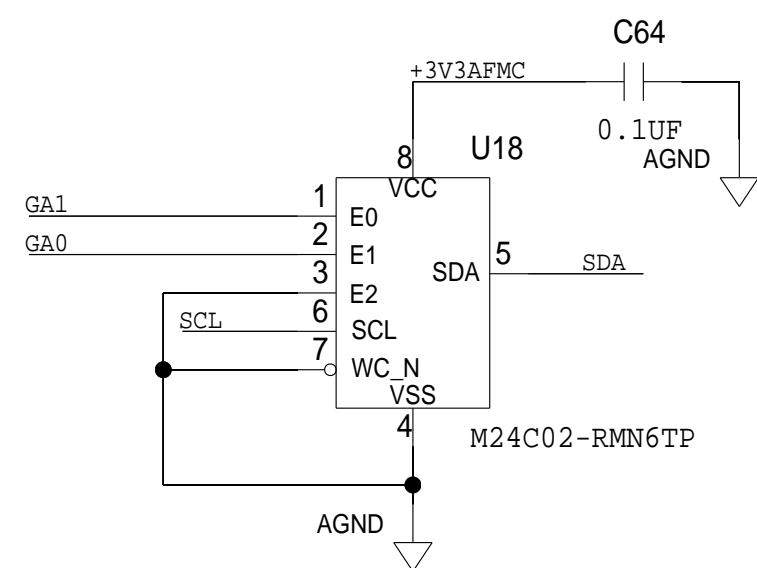 C64
+3V3AFMC
0.1UF
AGND
8
U18
VCC
GA1
1
E0
GA0
2
E1
3
E2
SDA
5
SDA
SCL
6
SCL
7
WC_N
VSS
4
M24C02-RMN6TP
AGND